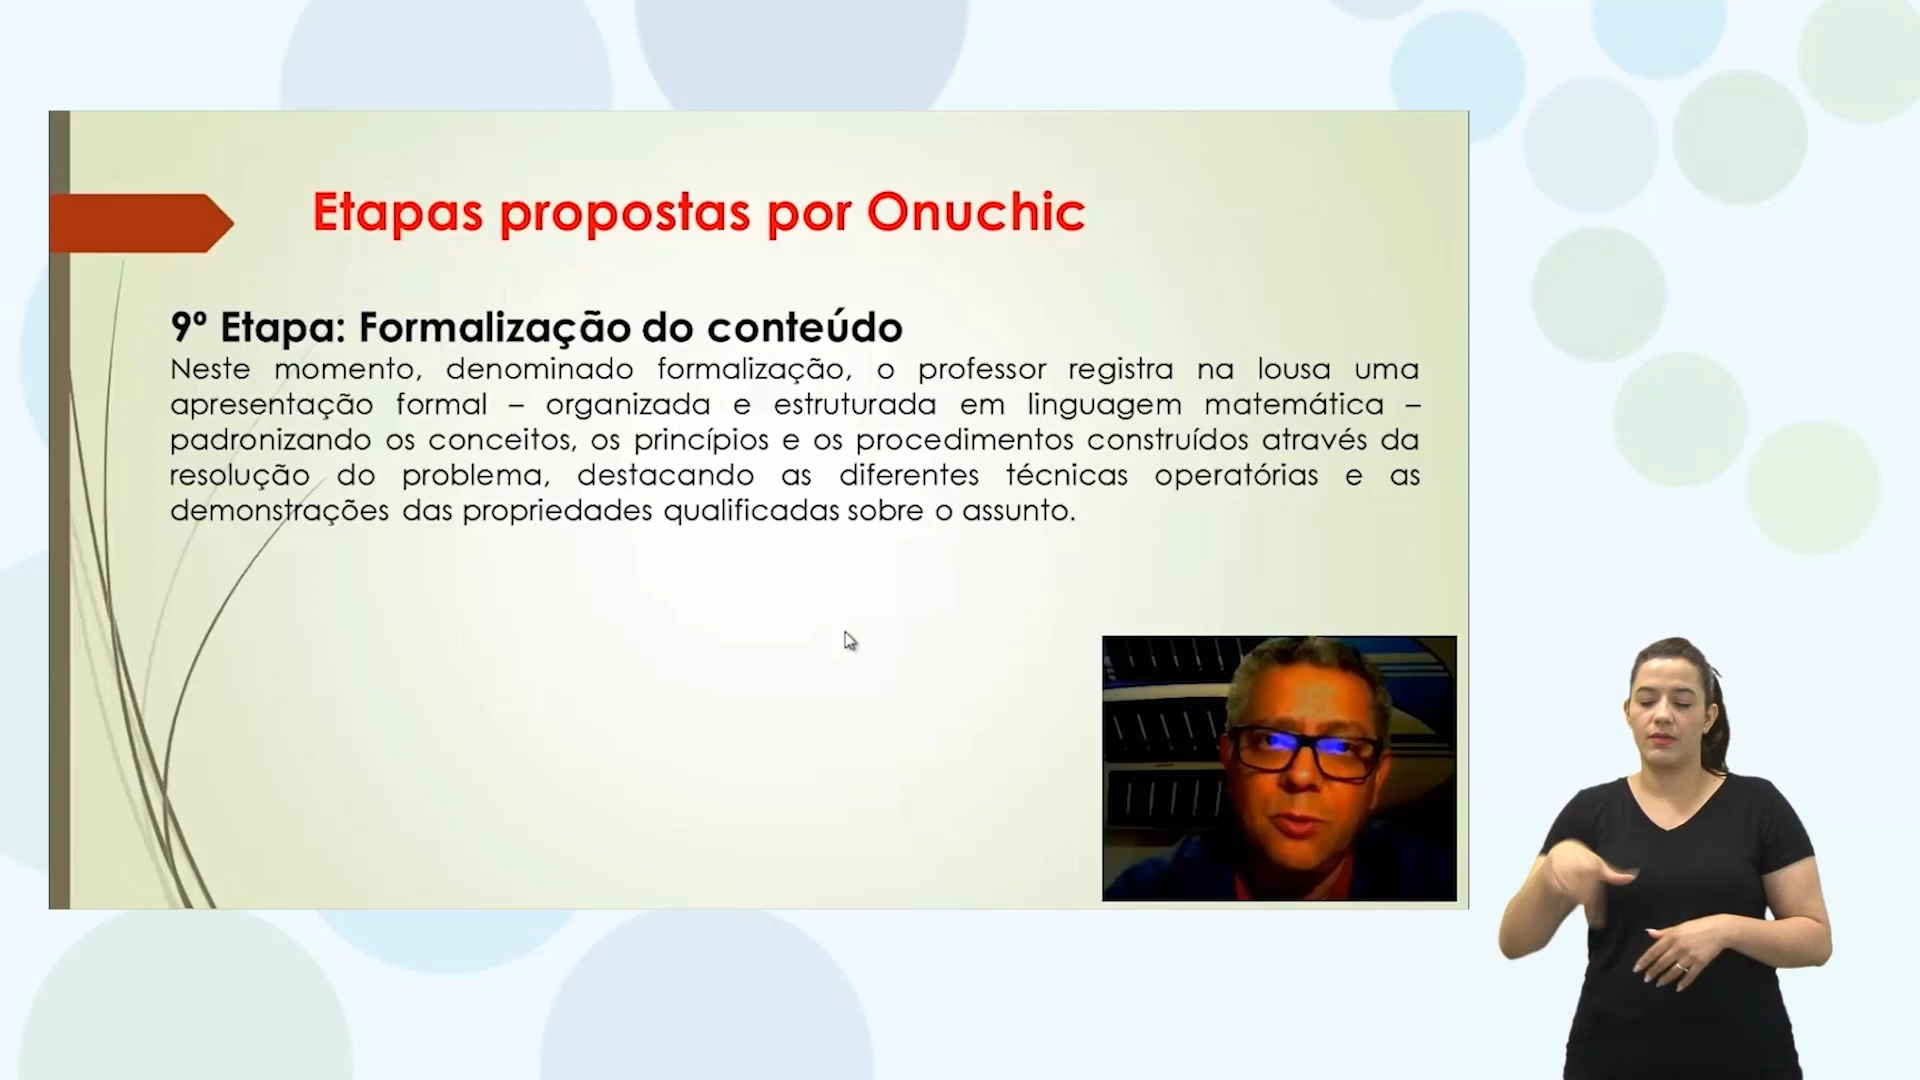 Etapas propostas por Onuchic
9º Etapa: Formalização do conteúdo
Neste momento, denominado formalização, o professor registra na lousa uma
apresentação formal – organizada e estruturada em linguagem matemática –
padronizando os conceitos, os princípios e os procedimentos construídos através da
resolução do problema, destacando as diferentes técnicas operatórias e as
demonstrações das propriedades qualificadas sobre o assunto.